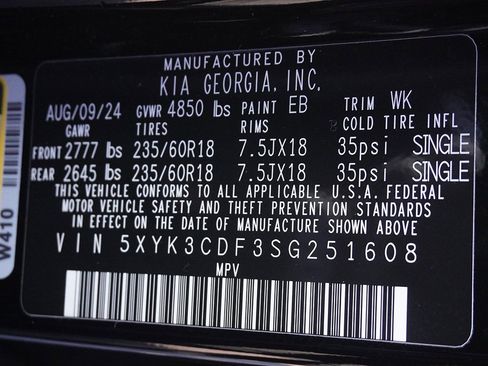 MANUFACTURED BY
KIA GEORGIA, INC.
AUG/09/24 GVWR 4850 lbs PAINT EB TRIM WK
GAWR TIRES RIMS COLD TIRE INFL
FRONT 2777 lbs 235/60R18 7.5JX18 35psi SINGLE
REAR 2645 lbs 235/60R18 7.5JX18 35psi SINGLE
THIS VEHICLE CONFORMS TO ALL APPLICABLE U.S.A. FEDERAL
MOTOR VEHICLE SAFETY AND THEFT PREVENTION STANDARDS
IN EFFECT ON THE DATE OF MANUFACTURE SHOWN ABOVE
VIN 5XYK3CDF3SG251608
MPV
W410